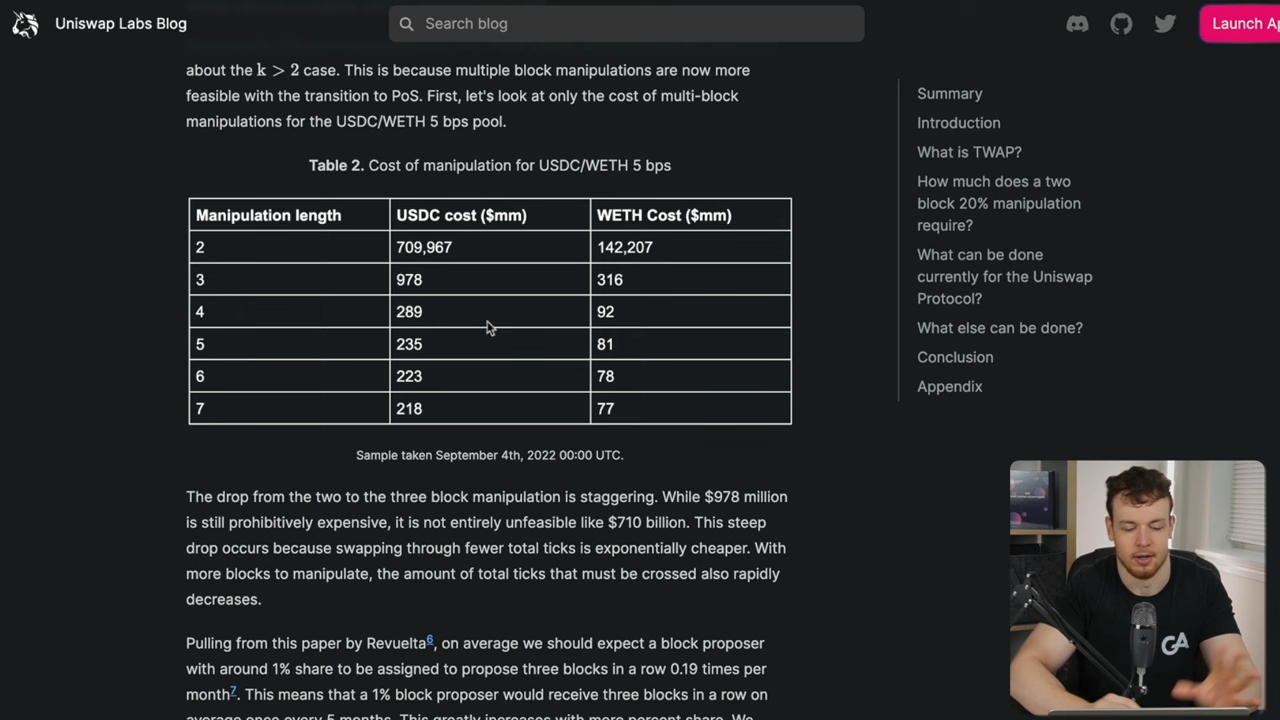 Uniswap Labs Blog
Search blog
Launch Ap
about the k > 2 case. This is because multiple block manipulations are now more
feasible with the transition to PoS. First, let's look at only the cost of multi-block
manipulations for the USDC/WETH 5 bps pool.
Table 2. Cost of manipulation for USDC/WETH 5 bps
Manipulation length USDC cost ($mm) WETH Cost ($mm)
2 709,967 142,207
3 978 316
4 289 92
5 235 81
6 223 78
7 218 77
Sample taken September 4th, 2022 00:00 UTC.
The drop from the two to the three block manipulation is staggering. While $978 million
is still prohibitively expensive, it is not entirely unfeasible like $710 billion. This steep
drop occurs because swapping through fewer total ticks is exponentially cheaper. With
more blocks to manipulate, the amount of total ticks that must be crossed also rapidly
decreases.
Pulling from this paper by Revuelta6, on average we should expect a block proposer
with around 1% share to be assigned to propose three blocks in a row 0.19 times per
month7. This means that a 1% block proposer would receive three blocks in a row on
average once every 5 months. This greatly increases with more percent share. We
Summary
Introduction
What is TWAP?
How much does a two
block 20% manipulation
require?
What can be done
currently for the Uniswap
Protocol?
What else can be done?
Conclusion
Appendix
GA